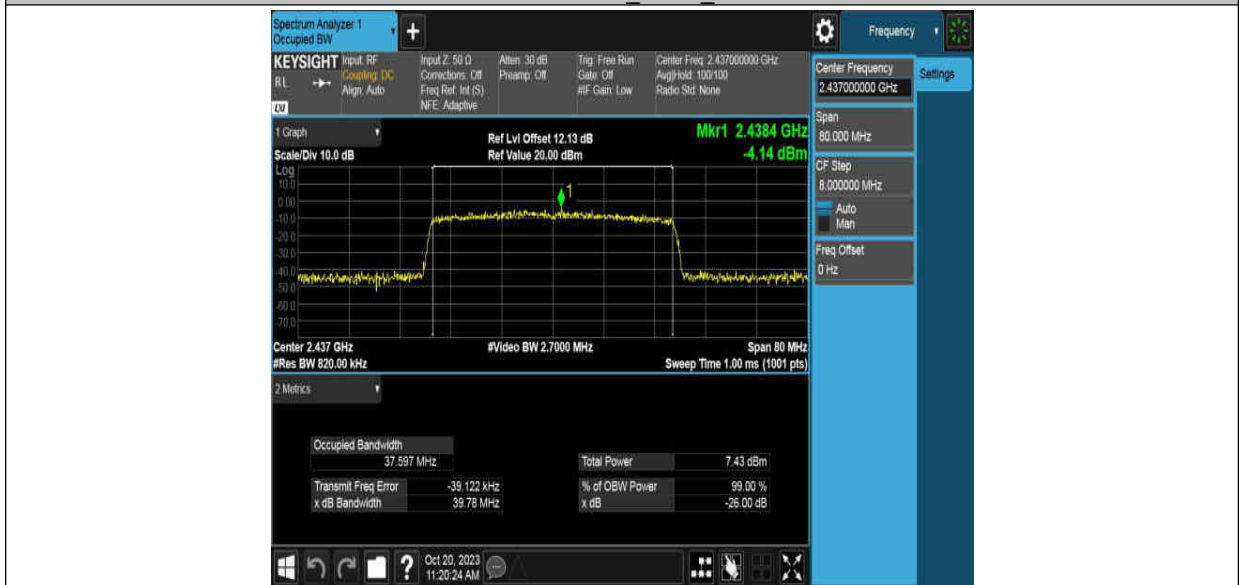 Spectrum Analyzer 1
Occupied BW
+
Frequency
KEYSIGHT Input: RF Input Z: 50 Ω Atten: 30 dB Trig: Free Run Center Freq: 2.437000000 GHz
RL Coupling: DC Corrections: Off Preamp: Off Gate: Off Avg|Hold: 100/100
Align: Auto Freq Ref: Int (S) #IF Gain: Low Radio Std: None
LXI NFE: Adaptive
Center Frequency
2.437000000 GHz
Settings
Span
80.000 MHz
CF Step
8.000000 MHz
Auto
Man
Freq Offset
0 Hz
1 Graph Ref Lvl Offset 12.13 dB Mkr1 2.4384 GHz
Scale/Div 10.0 dB Ref Value 20.00 dBm -4.14 dBm
Log
10.0
0.00
-10.0
-20.0
-30.0
-40.0
-50.0
-60.0
-70.0
1
Center 2.437 GHz #Video BW 2.7000 MHz Span 80 MHz
#Res BW 820.00 kHz Sweep Time 1.00 ms (1001 pts)
2 Metrics
Occupied Bandwidth
37.597 MHz Total Power 7.43 dBm
Transmit Freq Error -39.122 kHz % of OBW Power 99.00 %
x dB Bandwidth 39.78 MHz x dB -26.00 dB
? Oct 20, 2023
11:20:24 AM